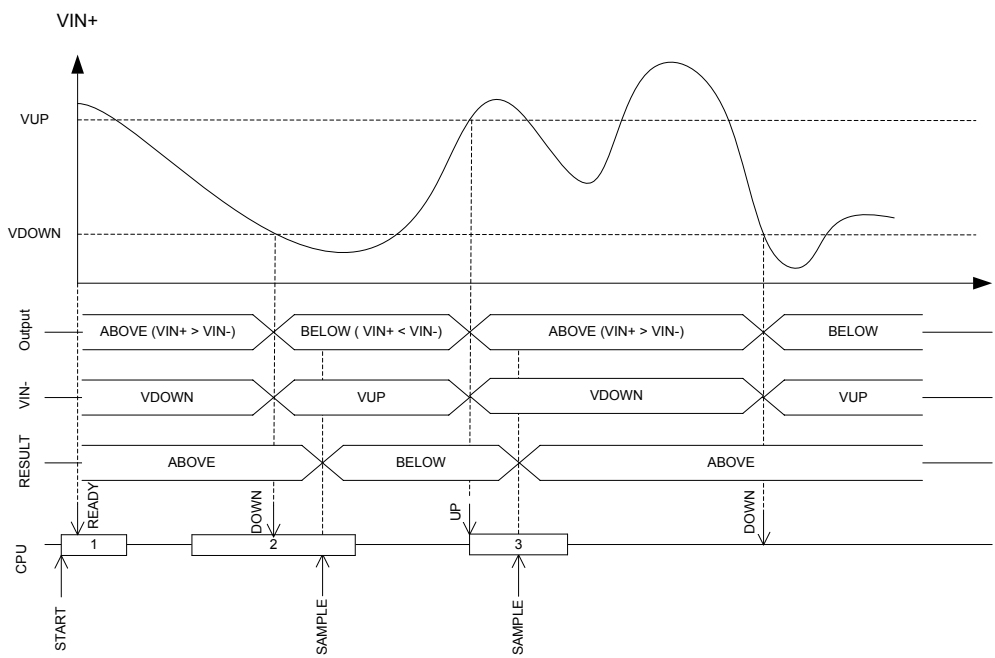 VIN+
VUP
VDOWN
Output
ABOVE (VIN+ > VIN-)
BELOW ( VIN+ < VIN-)
ABOVE (VIN+ > VIN-)
BELOW
VIN-
VDOWN
VUP
VDOWN
VUP
RESULT
ABOVE
BELOW
ABOVE
READY
DOWN
UP
DOWN
CPU
1
2
3
START
SAMPLE
SAMPLE